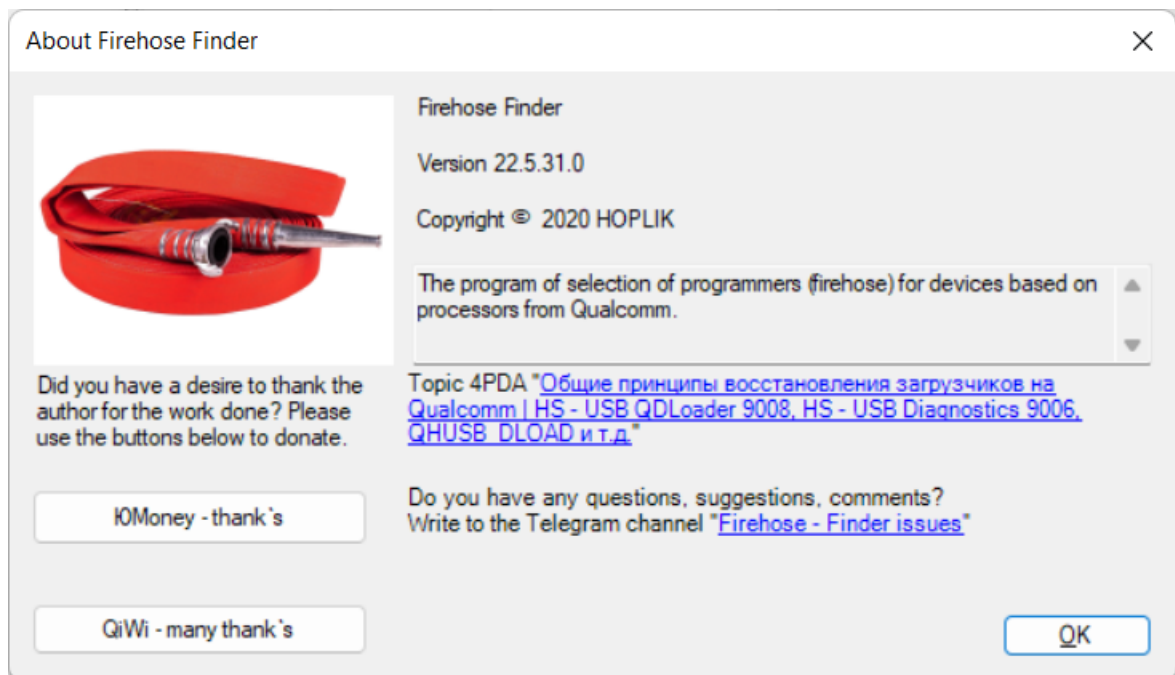 About Firehose Finder
Firehose Finder
Version 22.5.31.0
Copyright © 2020 HOPLIK
The program of selection of programmers (firehose) for devices based on
processors from Qualcomm.
Did you have a desire to thank the
author for the work done? Please
use the buttons below to donate.
Topic 4PDA "Общие принципы восстановления загрузчиков на
Qualcomm | HS - USB QDLoader 9008, HS - USB Diagnostics 9006,
QHUSB_DLOAD и т.д."
Do you have any questions, suggestions, comments?
Write to the Telegram channel "Firehose - Finder issues"
ЮMoney - thank`s
QiWi - many thank`s
OK